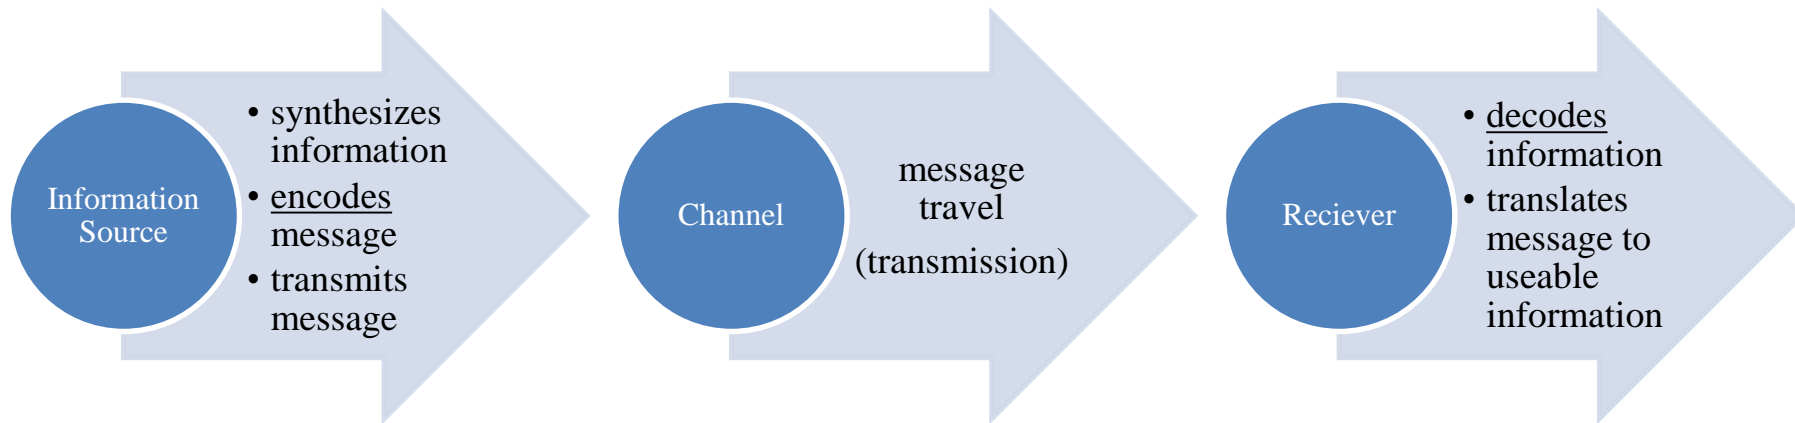 Information
Source
• synthesizes
information
• encodes
message
• transmits
message
Channel
message
travel
(transmission)
Reciever
• decodes
information
• translates
message to
useable
information